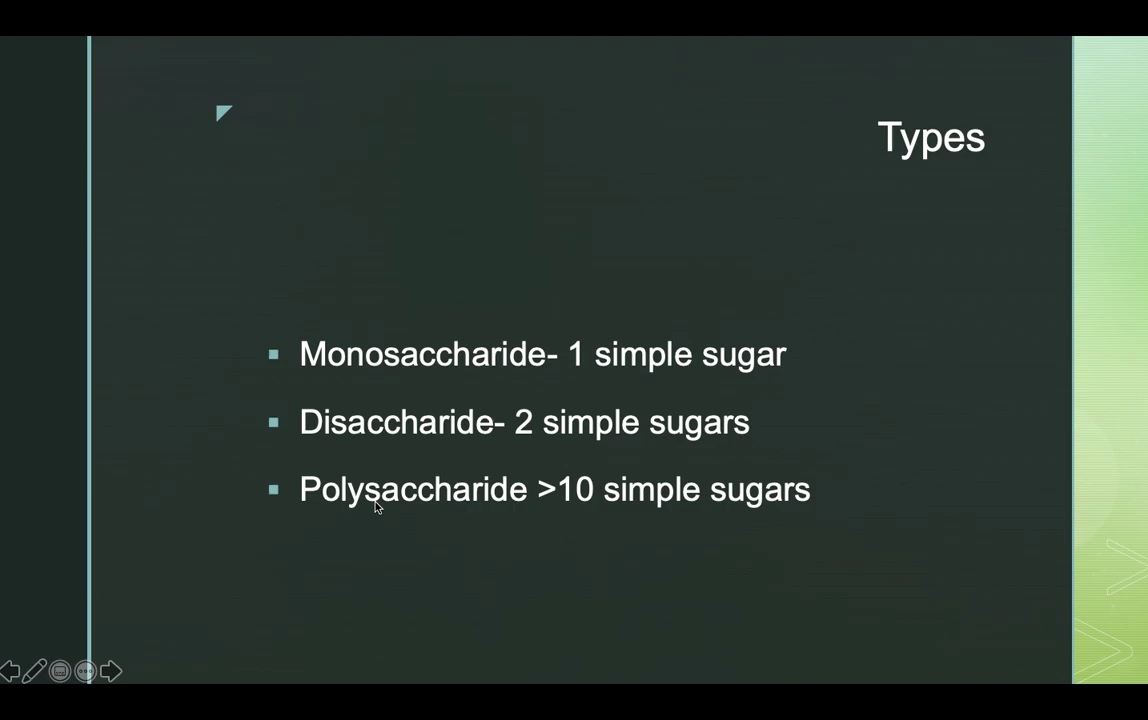 Types
Monosaccharide- 1 simple sugar
Disaccharide- 2 simple sugars
Polysaccharide >10 simple sugars